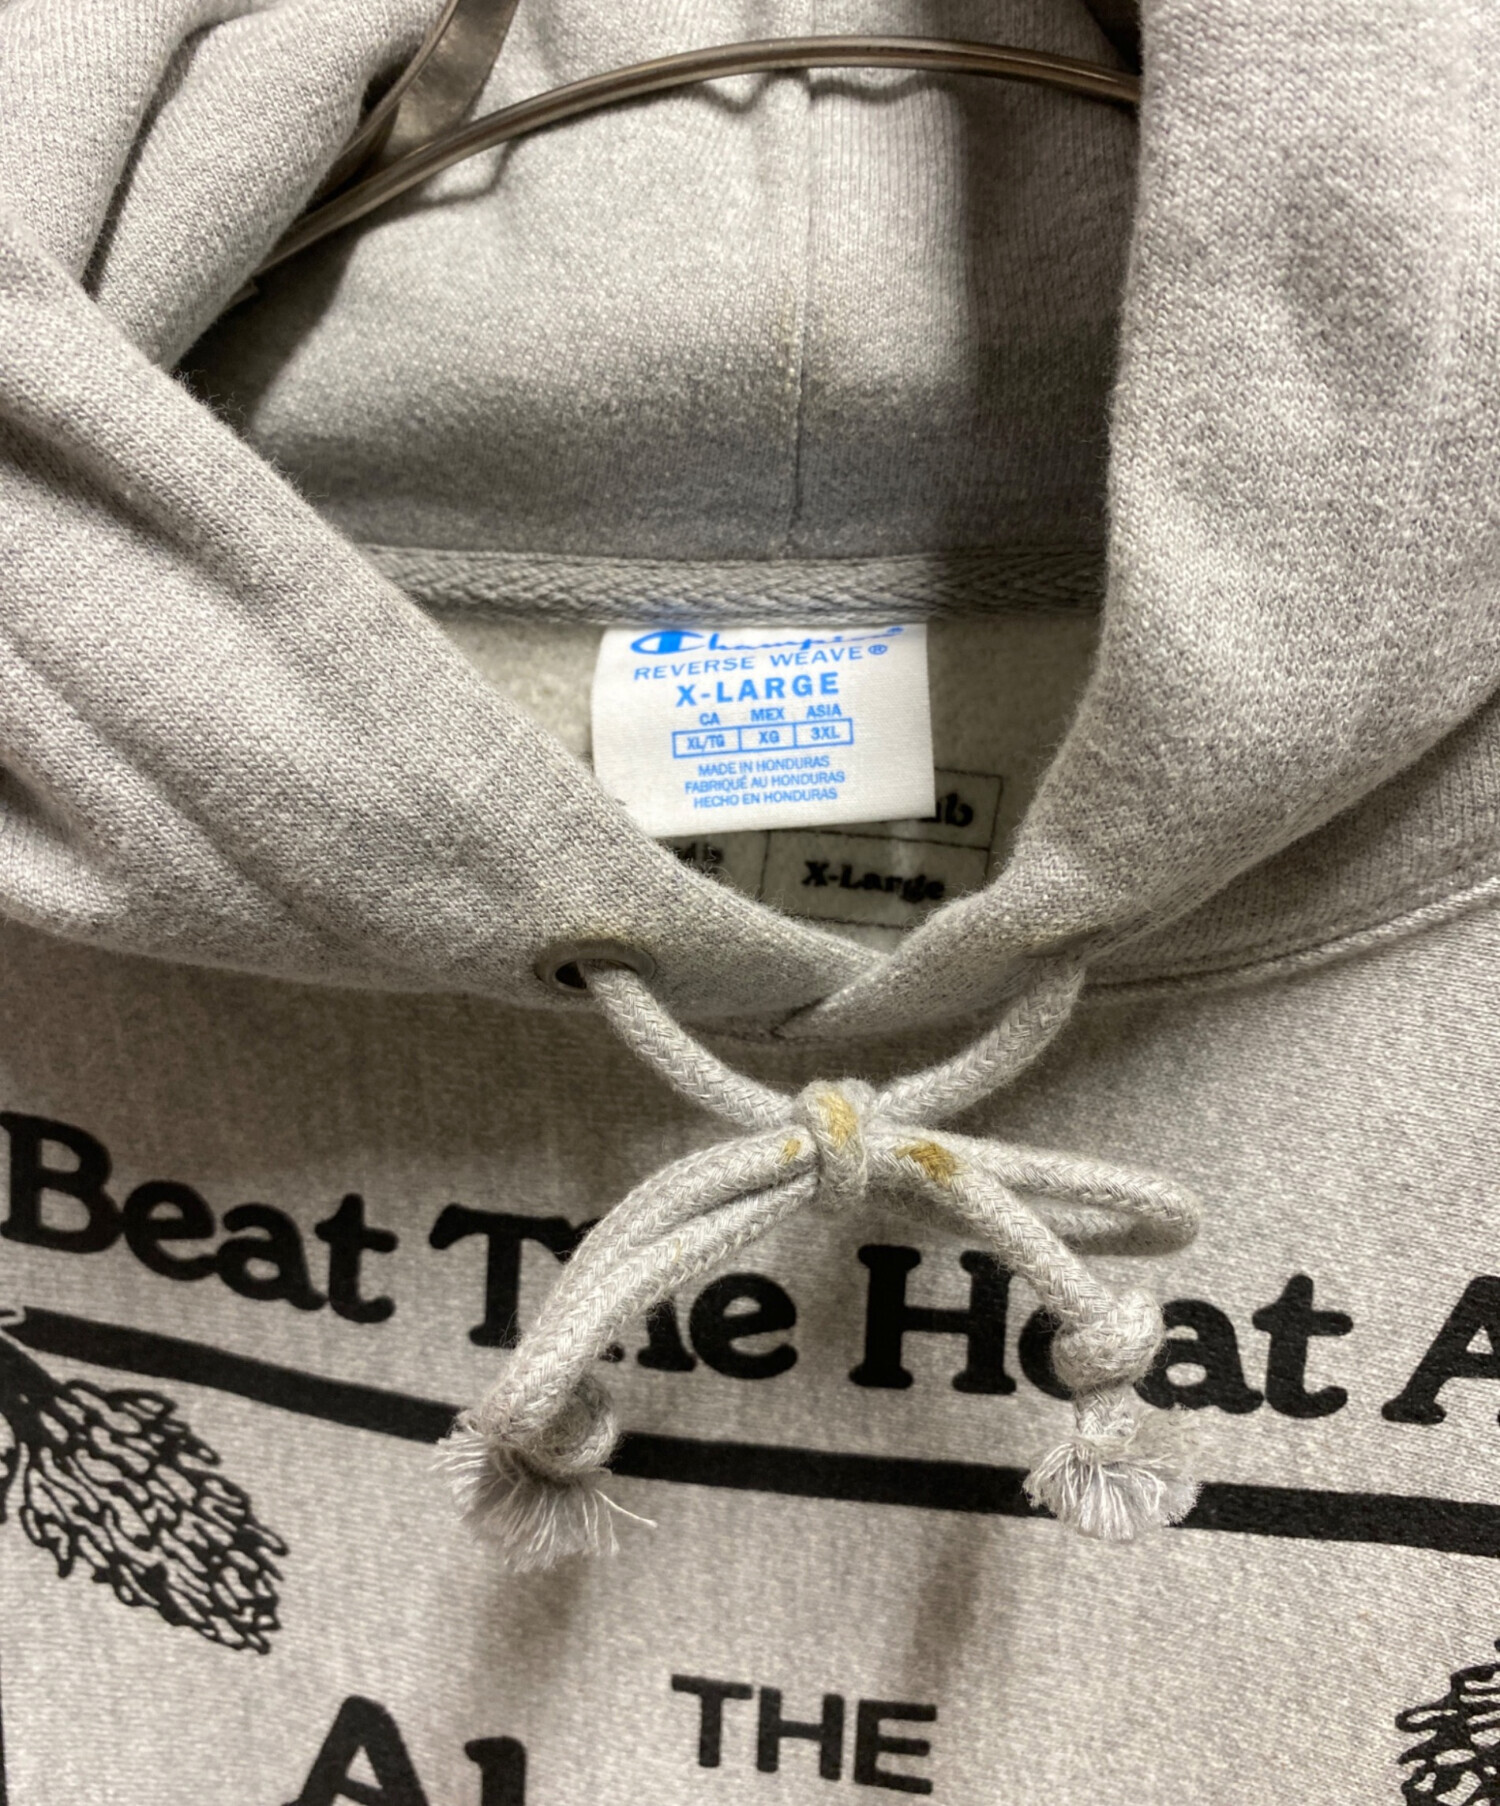 Champion®
REVERSE WEAVE®
X-LARGE
CA MEX ASIA
XL/TG XG 3XL
MADE IN HONDURAS
FABRIQUÉ AU HONDURAS
HECHO EN HONDURAS
X-Large
Beat The Heat A
THE
Al